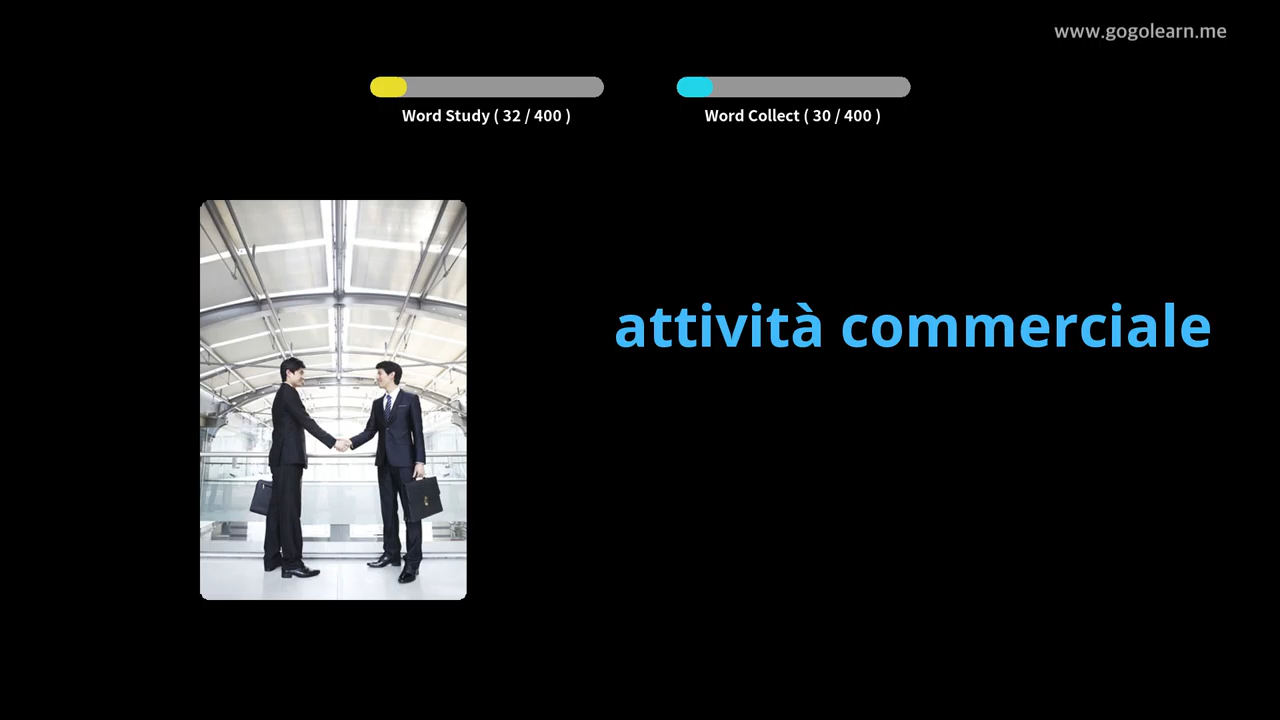 www.gogolearn.me
Word Study ( 32 / 400 )
Word Collect ( 30 / 400 )
attività commerciale